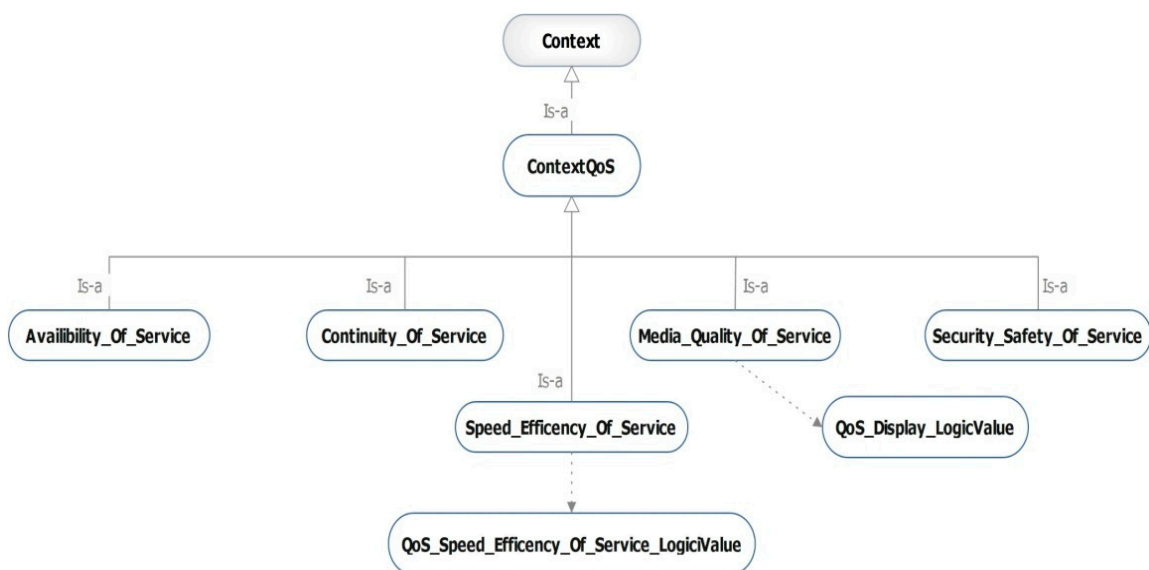 Context
Is-a
ContextQoS
Is-a
Is-a
Is-a
Is-a
Availibility_Of_Service
Continuity_Of_Service
Media_Quality_Of_Service
Security_Safety_Of_Service
Is-a
Speed_Efficency_Of_Service
QoS_Display_LogicValue
QoS_Speed_Efficency_Of_Service_LogiciValue